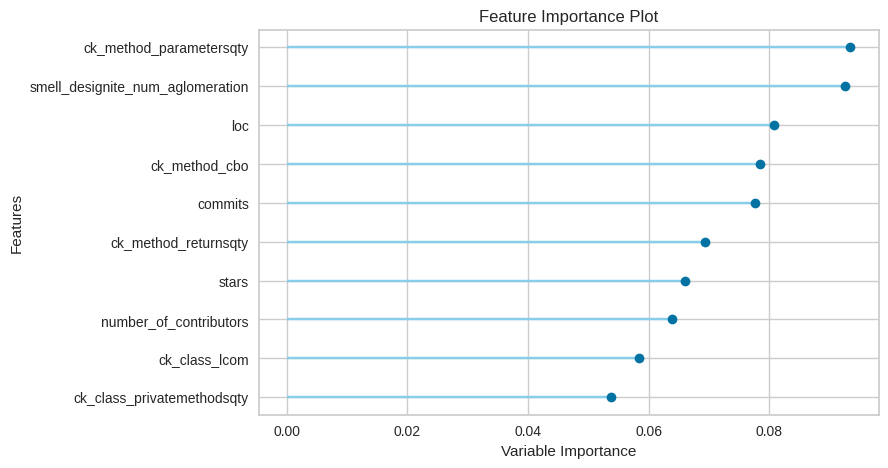 Feature Importance Plot
ck_method_parametersqty
smell_designite_num_aglomeration
loc
ck_method_cbo
commits
ck_method_returnsqty
stars
number_of_contributors
ck_class_lcom
ck_class_privatemethodsqty
Features
0.00 0.02 0.04 0.06 0.08
Variable Importance